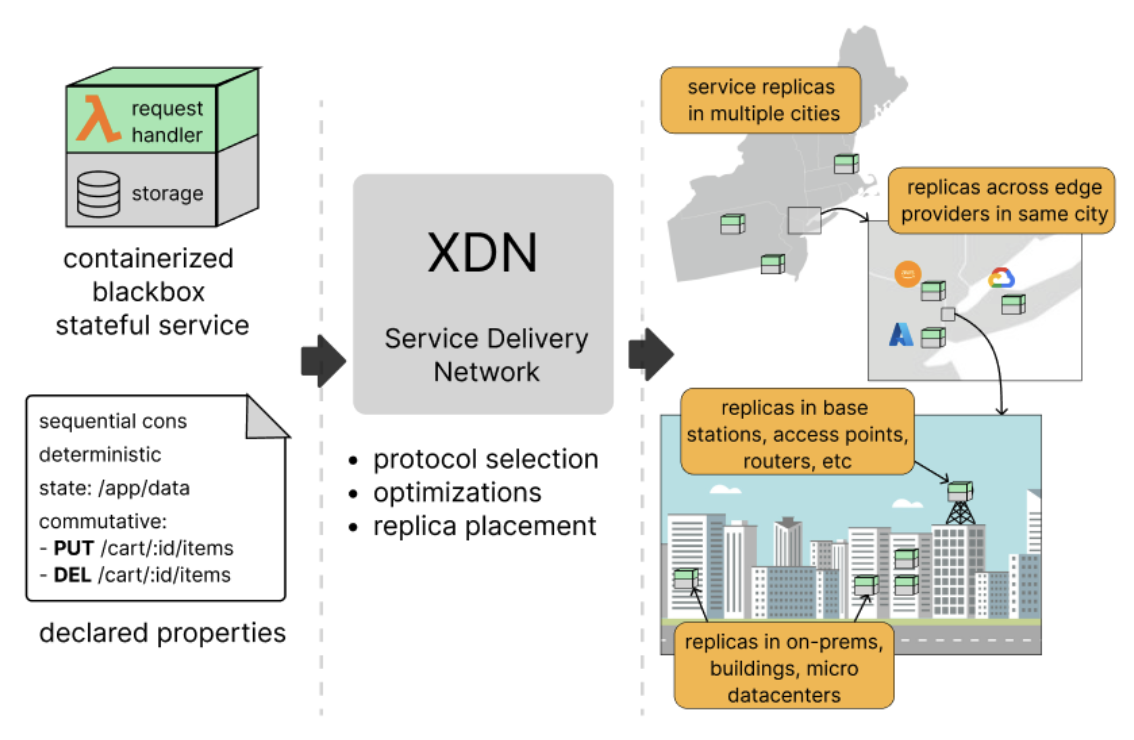 request
handler
storage
containerized
blackbox
stateful service
sequential cons
deterministic
state: /app/data
commutative:
- PUT /cart/:id/items
- DEL /cart/:id/items
declared properties
XDN
Service Delivery
Network
• protocol selection
• optimizations
• replica placement
service replicas
in multiple cities
replicas across edge
providers in same city
aws
replicas in base
stations, access points,
routers, etc
replicas in on-prems,
buildings, micro
datacenters